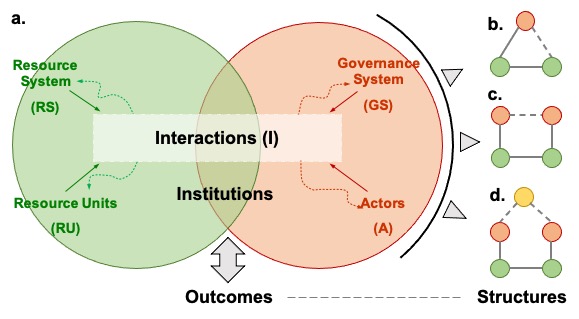 a.
Resource
System
(RS)
Governance
System
(GS)
Interactions (I)
Institutions
Resource Units
(RU)
Actors
(A)
Outcomes
Structures
b.
c.
d.